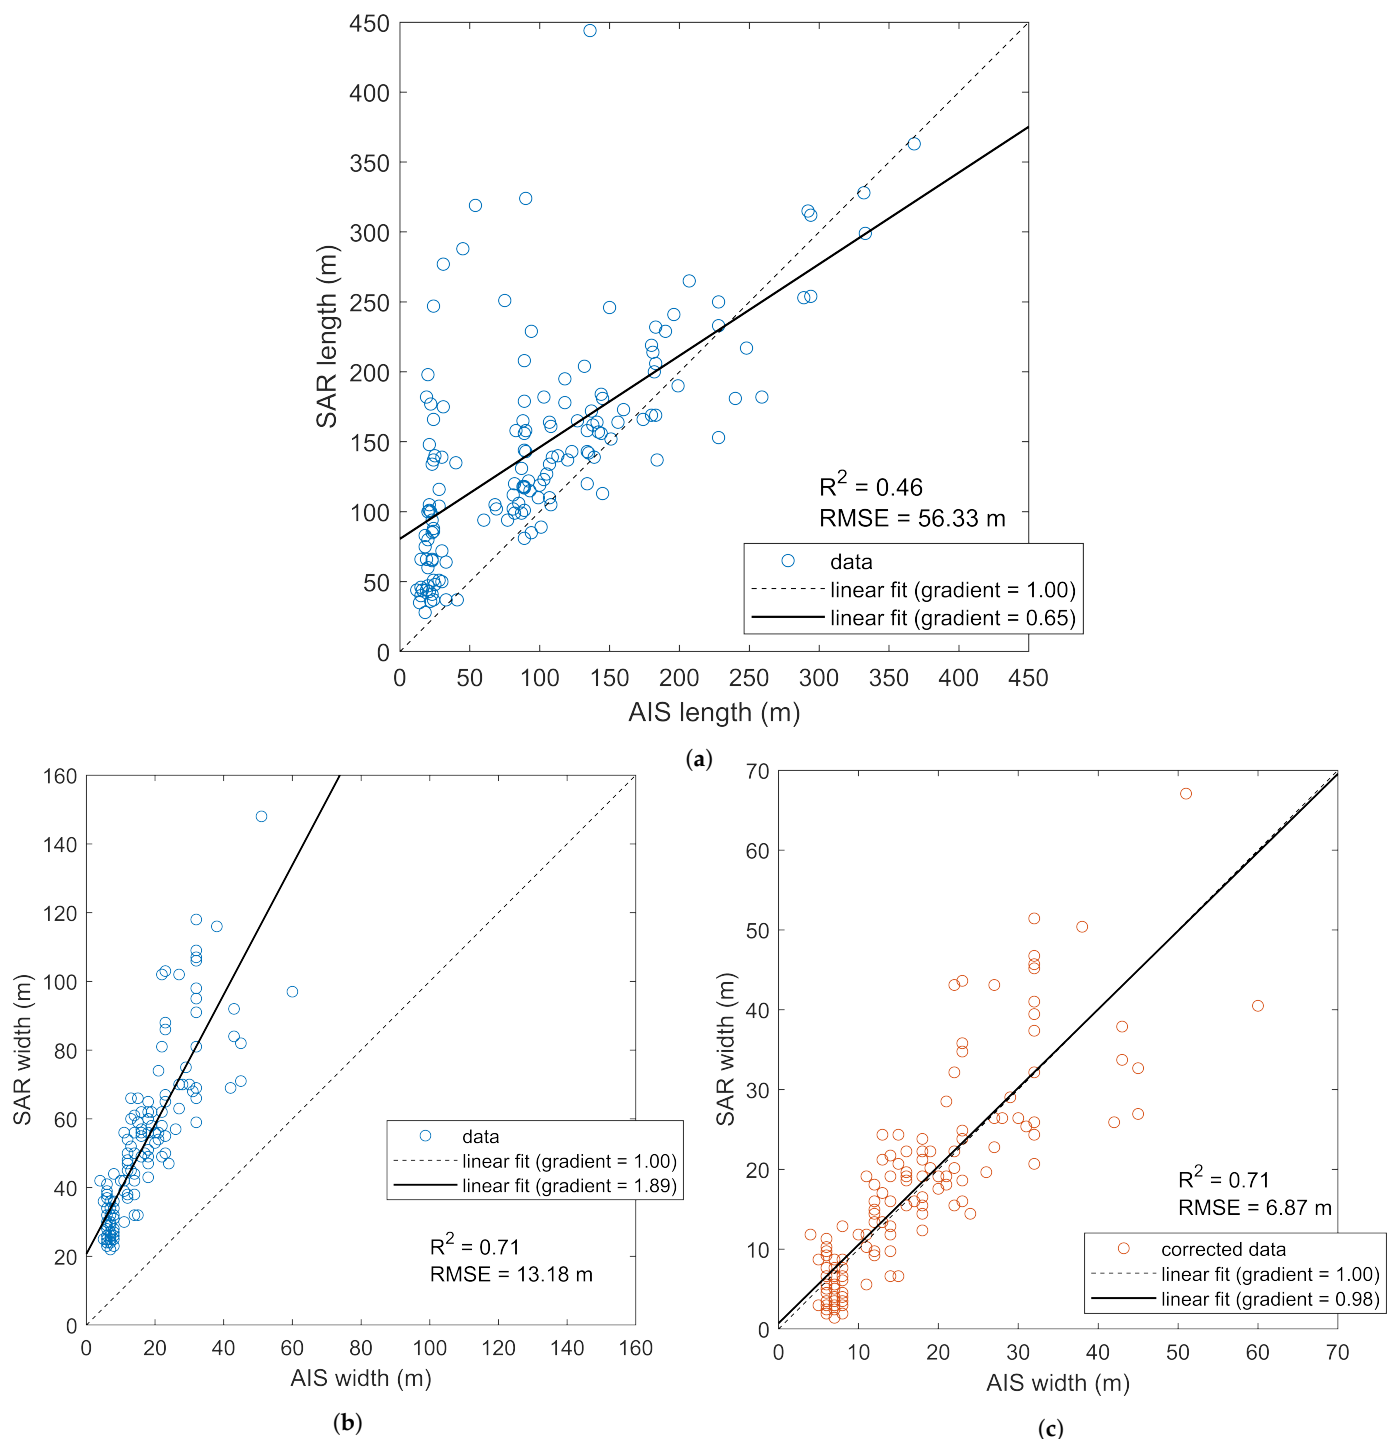 450
400
350
300
250
200
150
100
50
0
SAR length (m)
R² = 0.46
RMSE = 56.33 m
data
linear fit (gradient = 1.00)
linear fit (gradient = 0.65)
0 50 100 150 200 250 300 350 400 450
AIS length (m)
(a)
160
140
120
100
80
60
40
20
0
SAR width (m)
data
linear fit (gradient = 1.00)
linear fit (gradient = 1.89)
R² = 0.71
RMSE = 13.18 m
0 20 40 60 80 100 120 140 160
AIS width (m)
(b)
70
60
50
40
30
20
10
0
SAR width (m)
R² = 0.71
RMSE = 6.87 m
corrected data
linear fit (gradient = 1.00)
linear fit (gradient = 0.98)
0 10 20 30 40 50 60 70
AIS width (m)
(c)